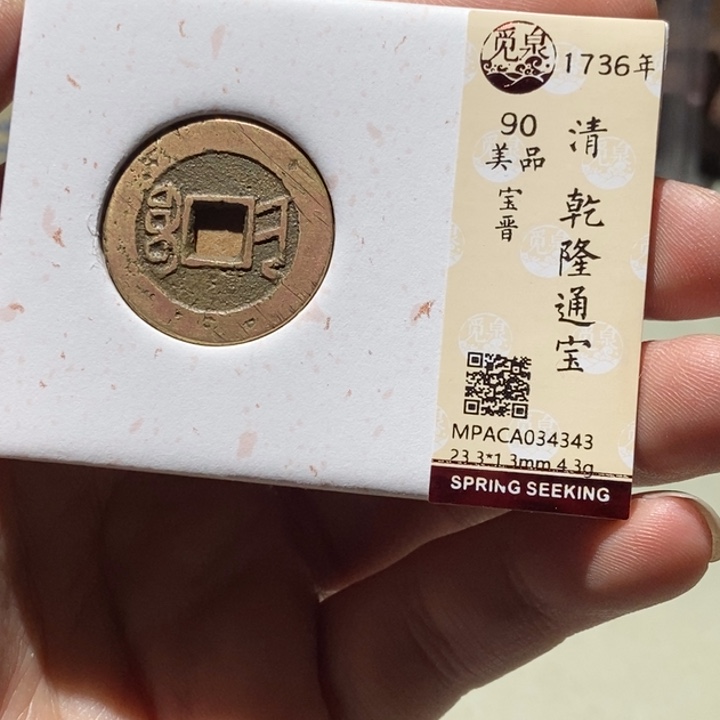 觅泉
1736年
90
美品
宝晋
清 乾隆通宝
MPACA034343
23.3*1.3mm 4.3g
SPRING SEEKING